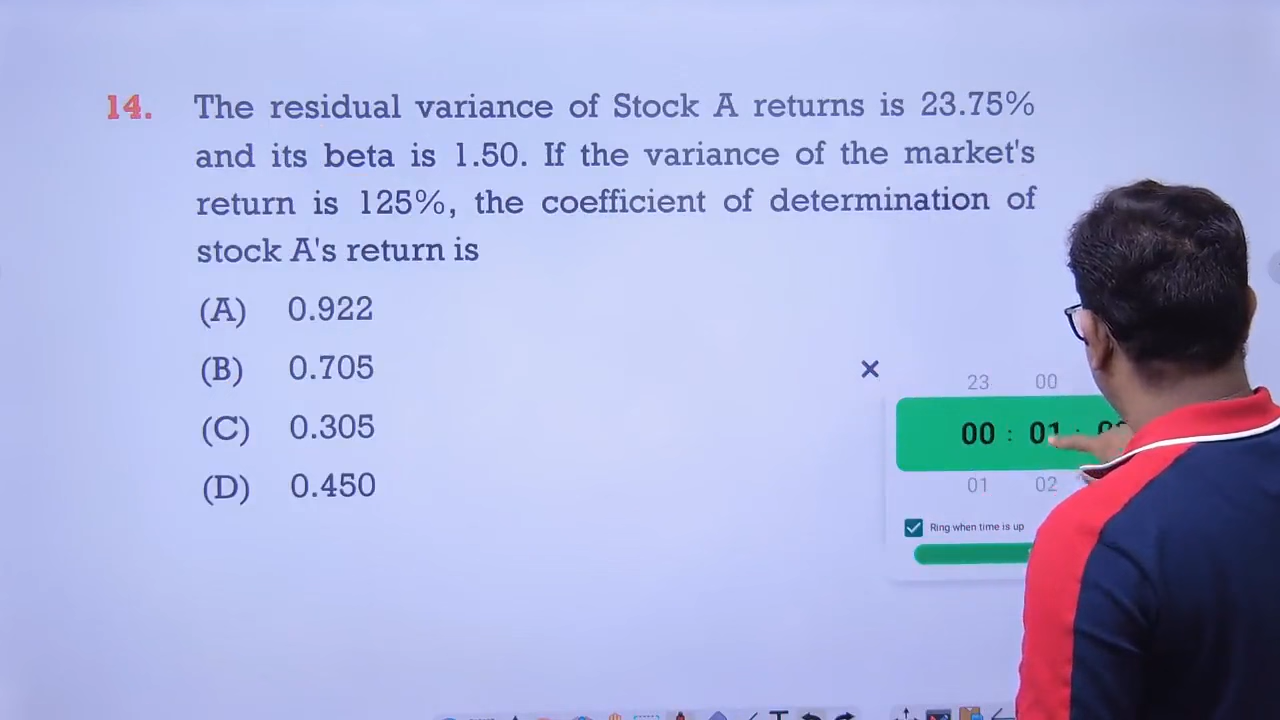 14. The residual variance of Stock A returns is 23.75%
and its beta is 1.50. If the variance of the market's
return is 125%, the coefficient of determination of
stock A's return is
(A) 0.922
(B) 0.705
(C) 0.305
(D) 0.450
×
23 00
00 : 01 :
01 02
Ring when time is up
T